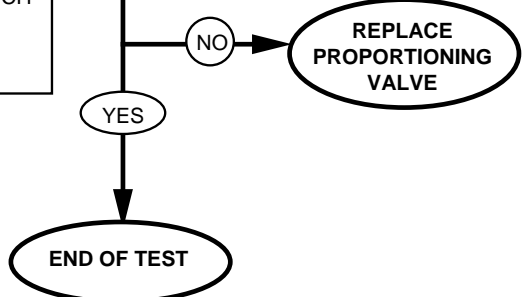 NO
REPLACE
PROPORTIONING
VALVE
YES
END OF TEST